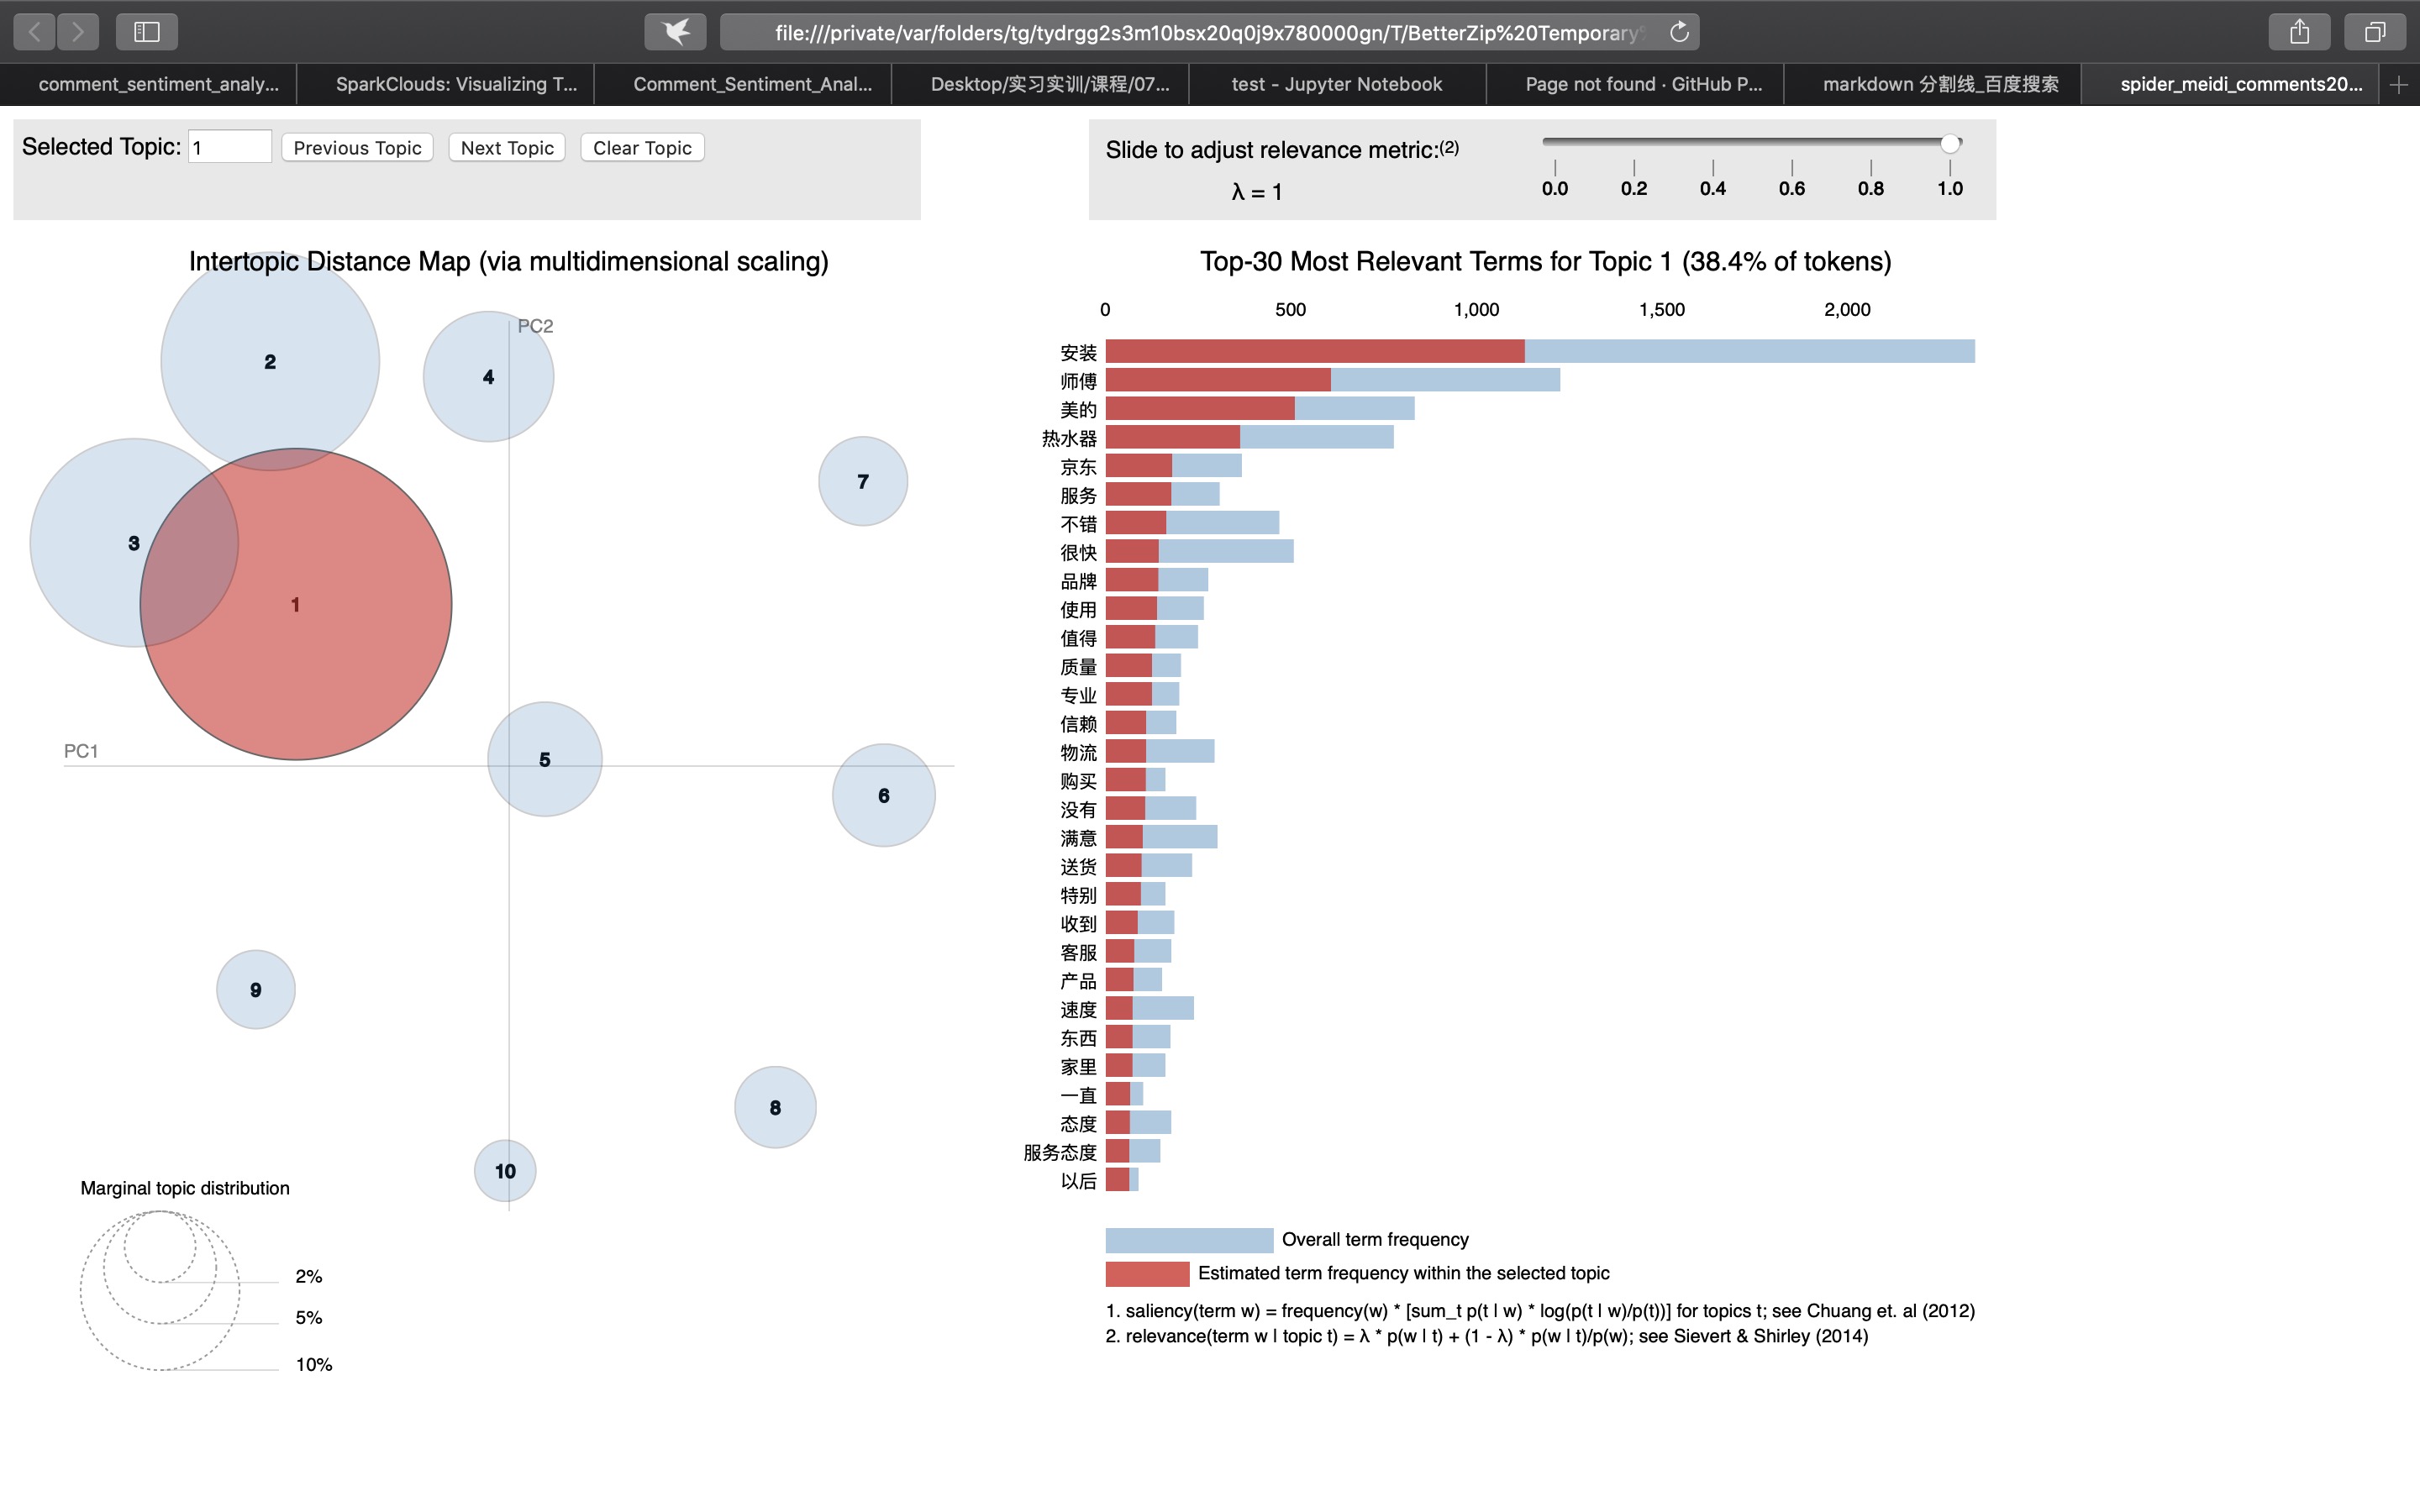 file:///private/var/folders/tg/tydrgg2s3m10bsx20q0j9x780000gn/T/BetterZip%20Temporary
comment_sentiment_analy...
SparkClouds: Visualizing T...
Comment_Sentiment_Anal...
Desktop/实习实训/课程/07...
test - Jupyter Notebook
Page not found · GitHub P...
markdown 分割线_百度搜索
spider_meidi_comments20...
Selected Topic: 1 Previous Topic Next Topic Clear Topic
Slide to adjust relevance metric:(2)
λ = 1
0.0 0.2 0.4 0.6 0.8 1.0
Intertopic Distance Map (via multidimensional scaling)
PC2
2
4
7
3
1
PC1
5
6
9
8
10
Marginal topic distribution
2%
5%
10%
Top-30 Most Relevant Terms for Topic 1 (38.4% of tokens)
0 500 1,000 1,500 2,000
安装
师傅
美的
热水器
京东
服务
不错
很快
品牌
使用
值得
质量
专业
信赖
物流
购买
没有
满意
送货
特别
收到
客服
产品
速度
东西
家里
一直
态度
服务态度
以后
Overall term frequency
Estimated term frequency within the selected topic
1. saliency(term w) = frequency(w) * [sum_t p(t | w) * log(p(t | w)/p(t))] for topics t; see Chuang et. al (2012)
2. relevance(term w | topic t) = λ * p(w | t) + (1 - λ) * p(w | t)/p(w); see Sievert & Shirley (2014)